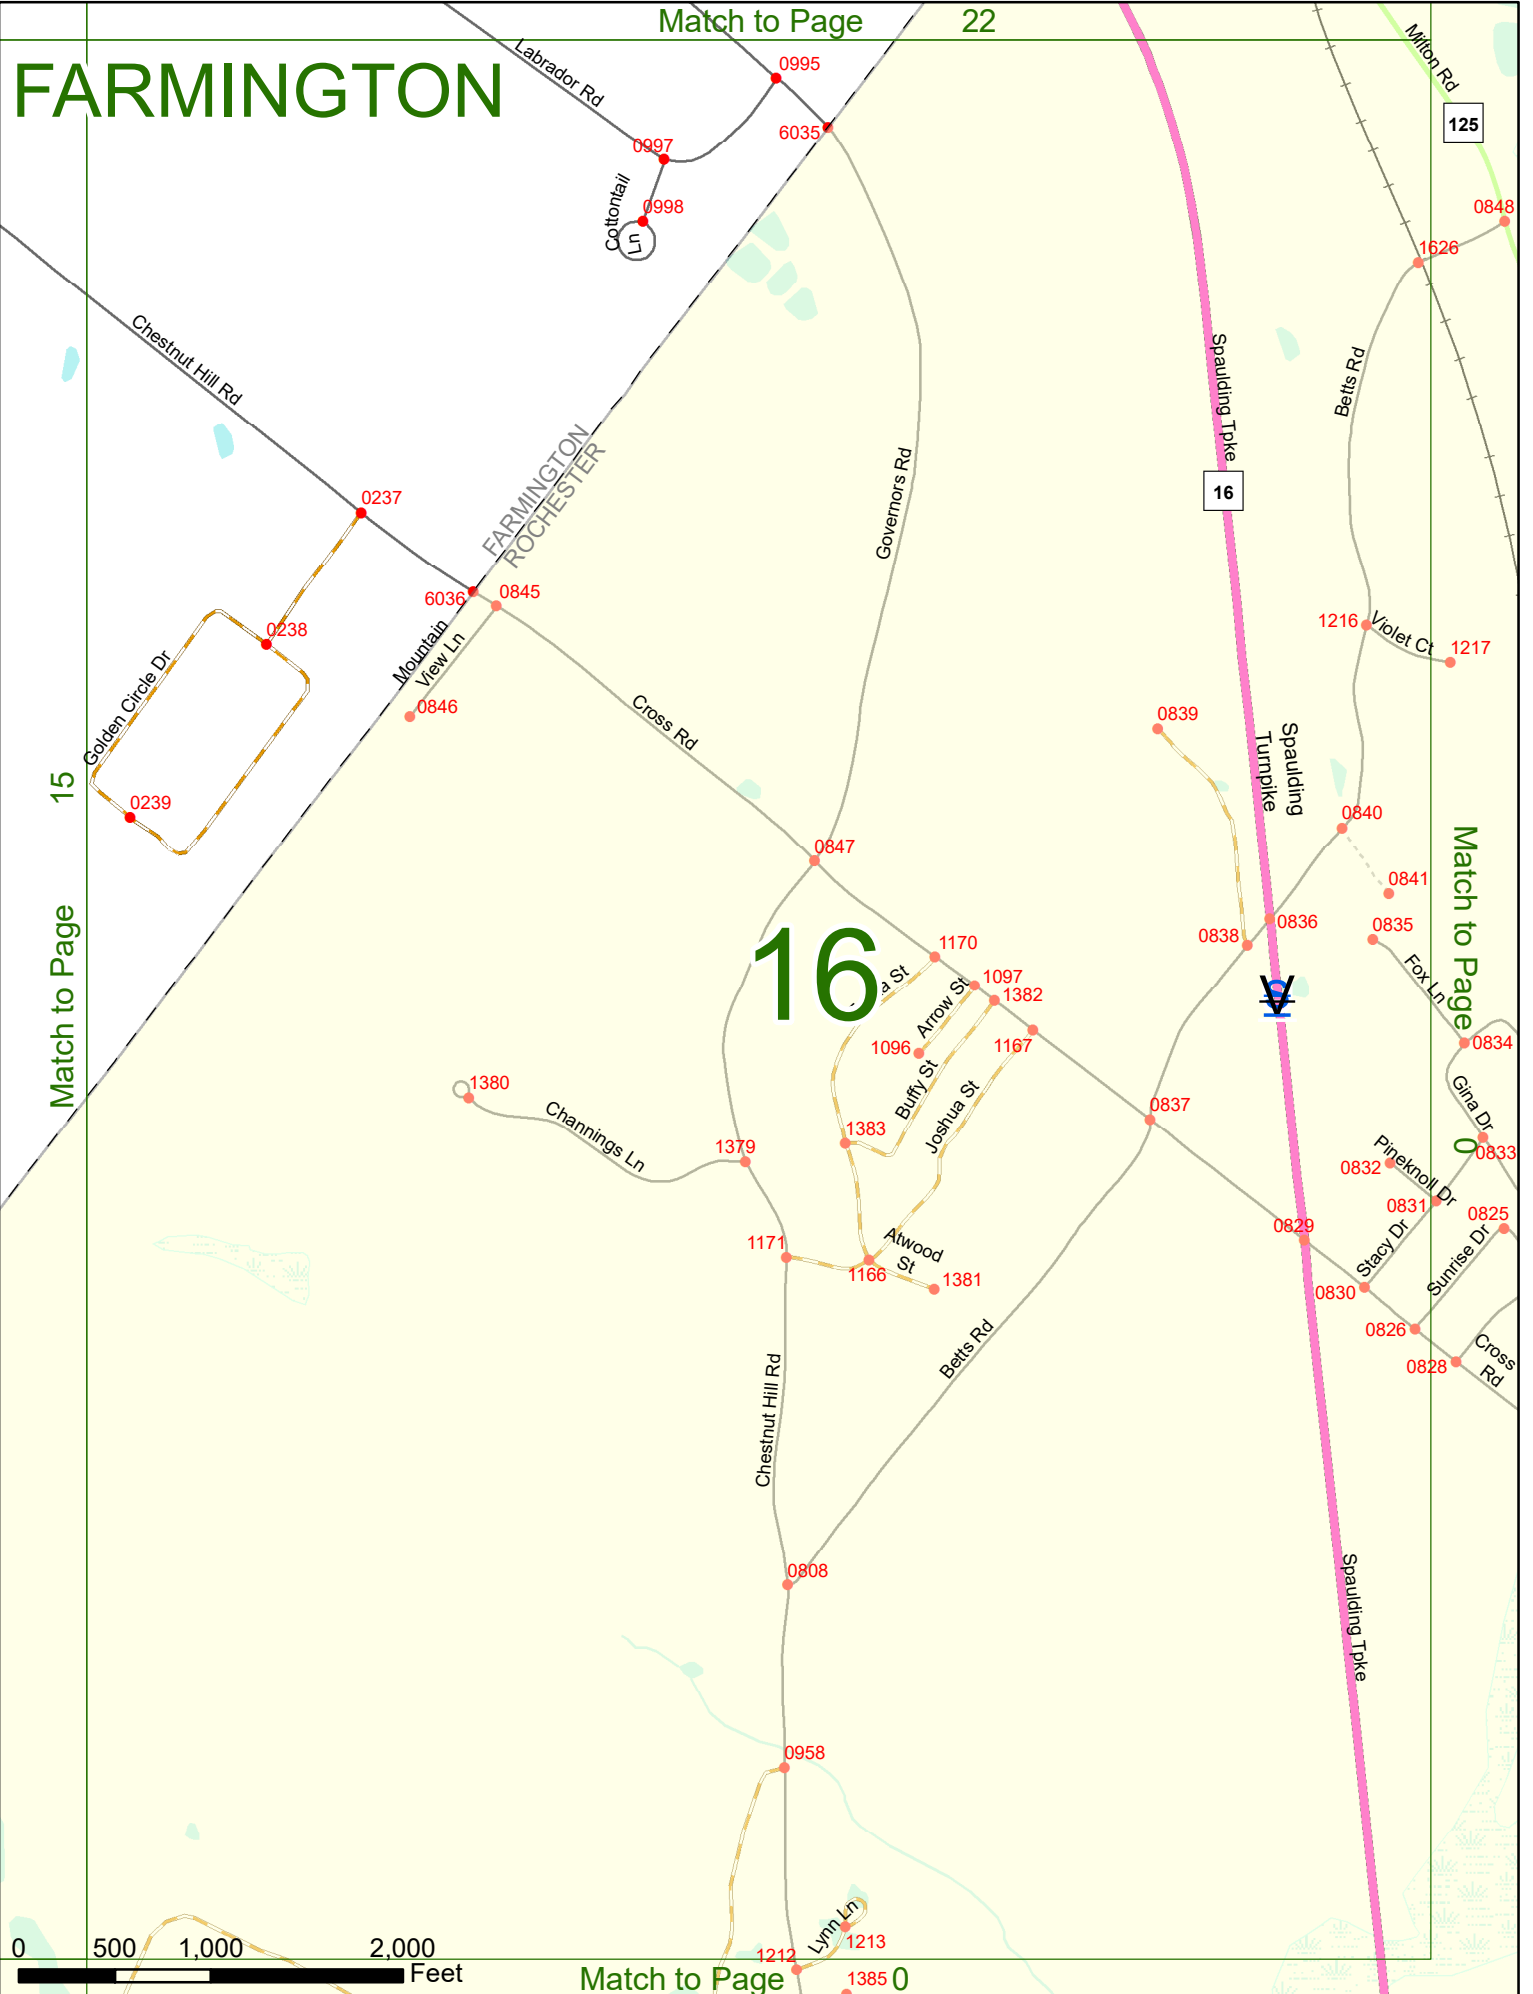 Match to Page 22
FARMINGTON
Labrador Rd
0995
6035
0997
Cottontail
Ln
0998
Milton Rd
125
0848
1626
Chestnut Hill Rd
Spaulding Tpke
Betts Rd
16
FARMINGTON
ROCHESTER
Governors Rd
0237
6036
0845
0238
Mountain
View Ln
0846
Golden Circle Dr
0239
15
Match to Page
Cross Rd
1216
Violet Ct
1217
0839
Spaulding
Turnpike
0840
0841
0847
0836
0838
0835
Fox Ln
Match to Page
0
0834
16
1170
1097
1382
Arrow St
1096
1167
Buffy St
Joshua St
1380
Channings Ln
1383
1379
0837
Gina Dr
0833
Pineknoll Dr
0832
0831
0825
0829
Stacy Dr
Sunrise Dr
1171
1166
Atwood
St
1381
0830
0826
0828
Cross
Rd
Chestnut Hill Rd
Betts Rd
0808
Spaulding Tpke
0958
Lynn Ln
1213
1212
1385
0 500 1,000 2,000
Feet
Match to Page 0